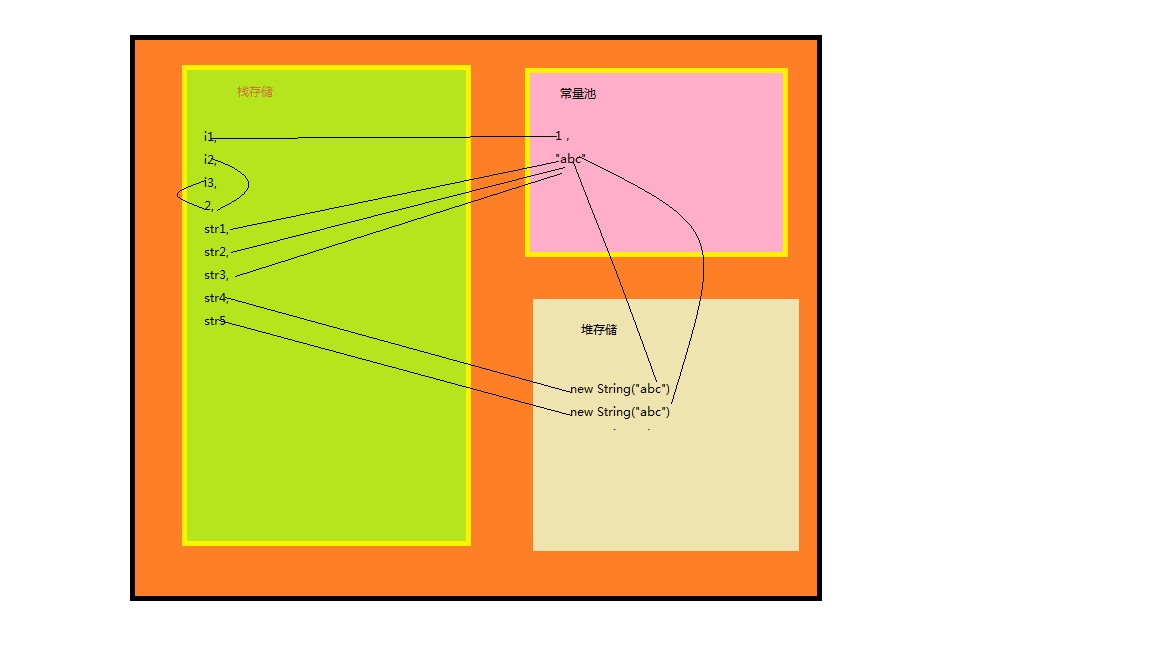 栈存储
i1,
i2,
i3,
2,
str1,
str2,
str3,
str4,
str5
常量池
1 ,
"abc"
堆存储
new String("abc")
new String("abc")